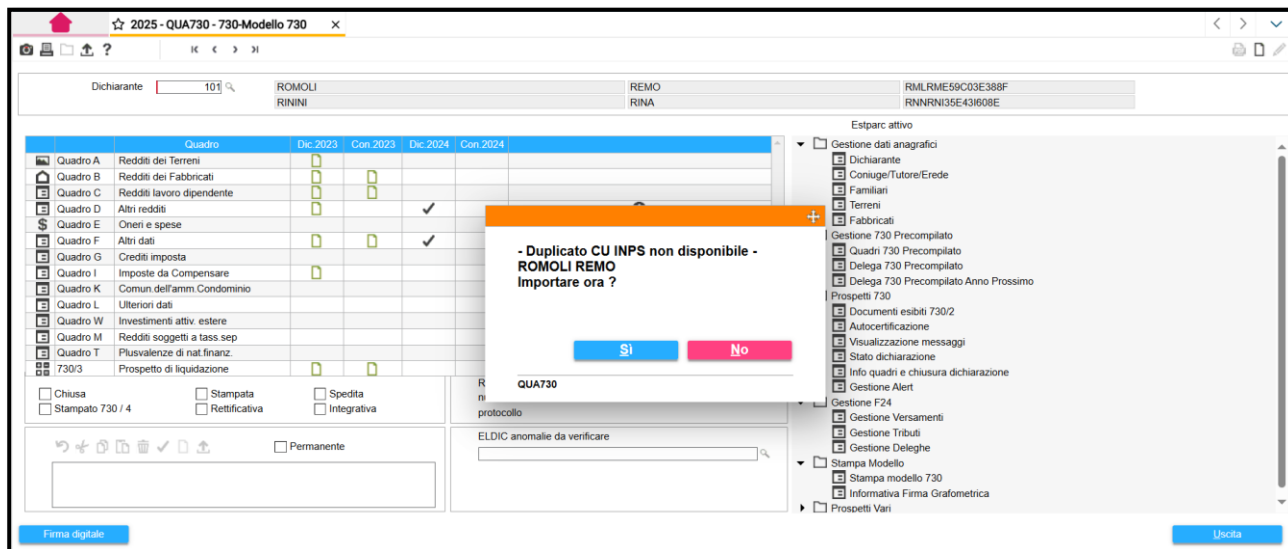 2025 - QUA730 - 730-Modello 730
Dichiarante 101 ROMOLI REMO RMLRME59C03E388F
RININI RINA RNNRNI35E43I608E
Estparc attivo
Quadro Dic.2023 Con.2023 Dic.2024 Con.2024
Quadro A Redditi dei Terreni
Quadro B Redditi dei Fabbricati
Quadro C Redditi lavoro dipendente
Quadro D Altri redditi
Quadro E Oneri e spese
Quadro F Altri dati
Quadro G Crediti imposta
Quadro I Imposte da Compensare
Quadro K Comun.dell'amm.Condominio
Quadro L Ulteriori dati
Quadro W Investimenti attiv. estere
Quadro M Redditi soggetti a tass.sep
Quadro T Plusvalenze di nat.finanz.
730/3 Prospetto di liquidazione
Chiusa Stampata Spedita
Stampato 730 / 4 Rettificativa Integrativa
Permanente
protocollo
ELDIC anomalie da verificare
- Duplicato CU INPS non disponibile -
ROMOLI REMO
Importare ora ?
Sì No
QUA730
Gestione dati anagrafici
Dichiarante
Coniuge/Tutore/Erede
Familiari
Terreni
Fabbricati
Gestione 730 Precompilato
Quadri 730 Precompilato
Delega 730 Precompilato
Delega 730 Precompilato Anno Prossimo
Prospetti 730
Documenti esibiti 730/2
Autocertificazione
Visualizzazione messaggi
Stato dichiarazione
Info quadri e chiusura dichiarazione
Gestione Alert
Gestione F24
Gestione Versamenti
Gestione Tributi
Gestione Deleghe
Stampa Modello
Stampa modello 730
Informativa Firma Grafometrica
Prospetti Vari
Firma digitale Uscita